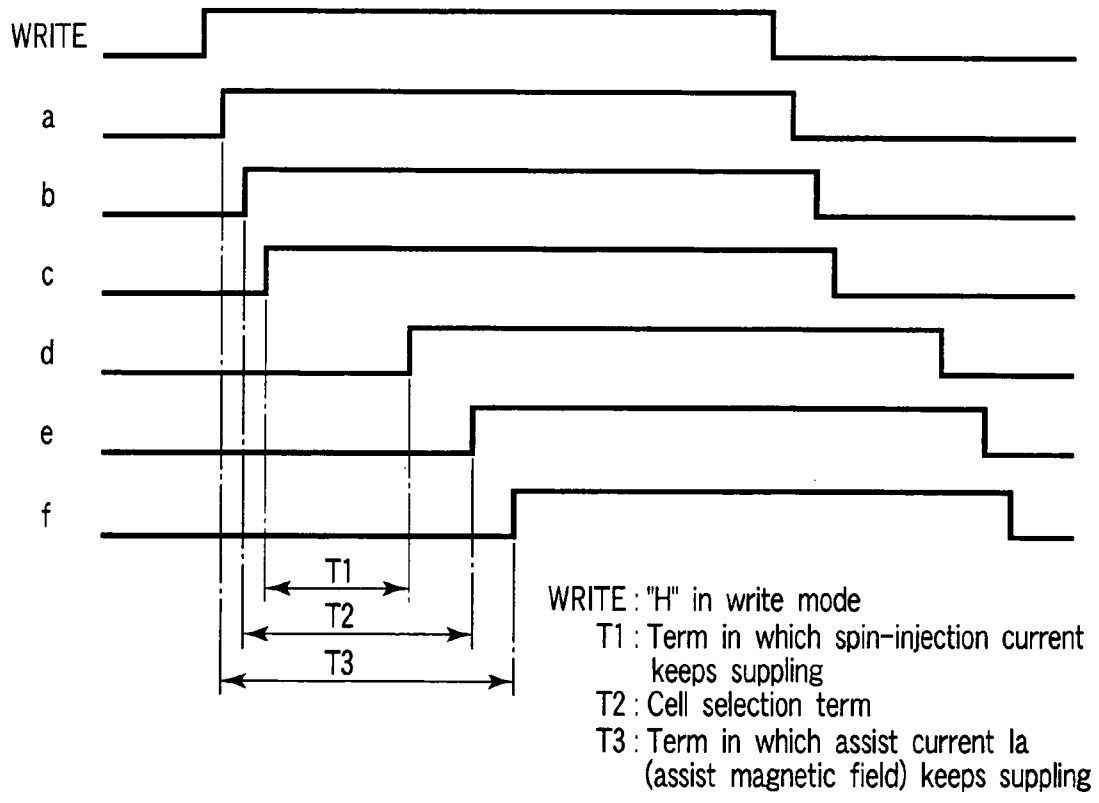 WRITE
a
b
c
d
e
f
T1
T2
T3
WRITE : "H" in write mode
T1 : Term in which spin-injection current
keeps suppling
T2 : Cell selection term
T3 : Term in which assist current Ia
(assist magnetic field) keeps suppling